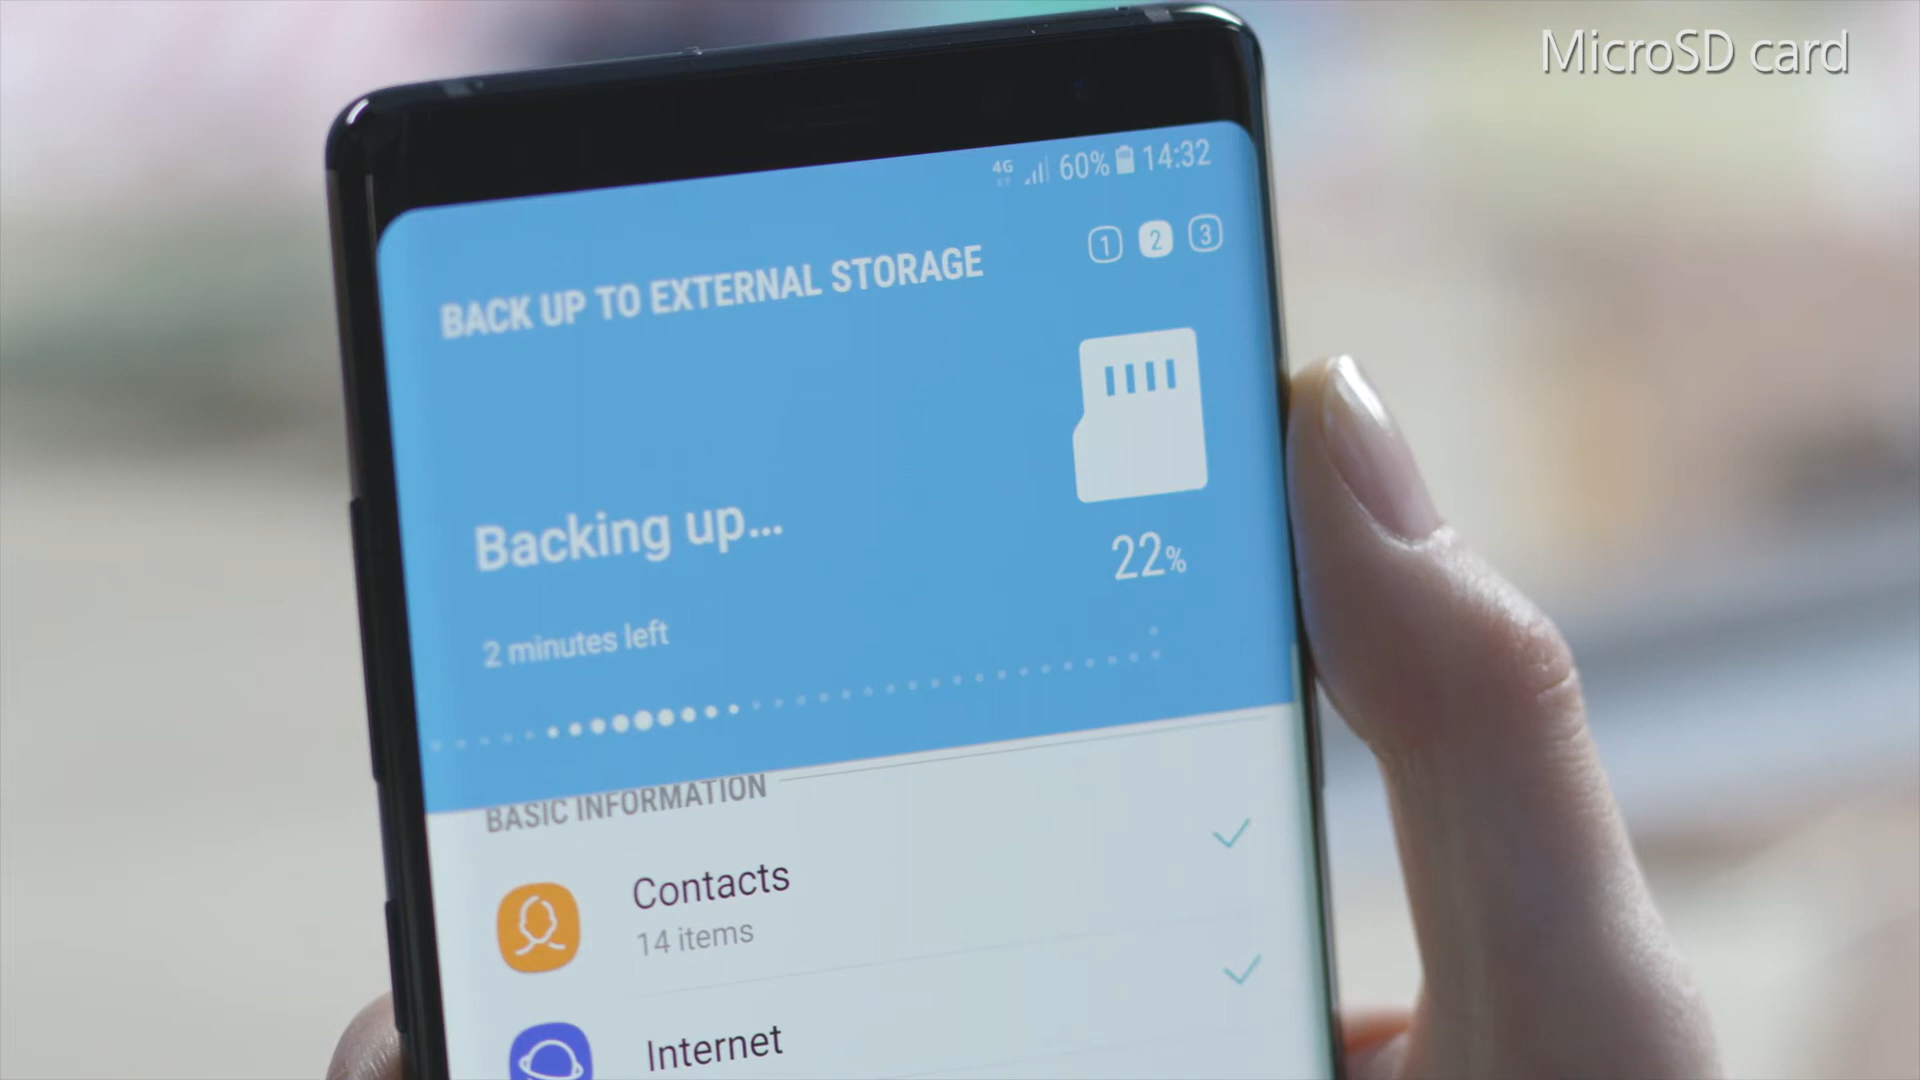 MicroSD card
4G 60% 14:32
1 2 3
BACK UP TO EXTERNAL STORAGE
Backing up...
22%
2 minutes left
BASIC INFORMATION
Contacts
14 items
Internet